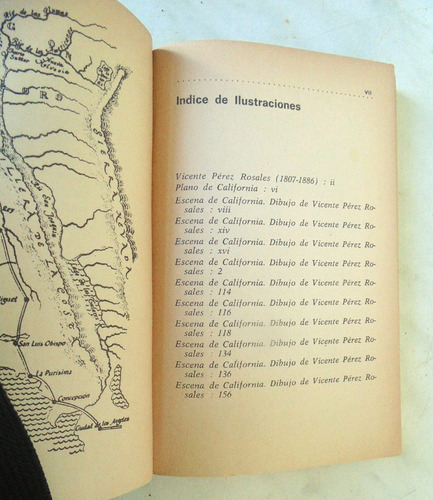 Rio de las Plumas
S R S
San Luis Obispo
La Purisima
Concepcion
Ciudad de los Angeles
vii
Indice de Ilustraciones
Vicente Pérez Rosales (1807-1886) : ii
Plano de California : vi
Escena de California. Dibujo de Vicente Pérez Ro-
sales : viii
Escena de California. Dibujo de Vicente Pérez Ro-
sales : xiv
Escena de California. Dibujo de Vicente Pérez Ro-
sales : xvi
Escena de California. Dibujo de Vicente Pérez Ro-
sales : 2
Escena de California. Dibujo de Vicente Pérez Ro-
sales : 114
Escena de California. Dibujo de Vicente Pérez Ro-
sales : 116
Escena de California. Dibujo de Vicente Pérez Ro-
sales : 118
Escena de California. Dibujo de Vicente Pérez Ro-
sales : 134
Escena de California. Dibujo de Vicente Pérez Ro-
sales : 136
Escena de California. Dibujo de Vicente Pérez Ro-
sales : 156